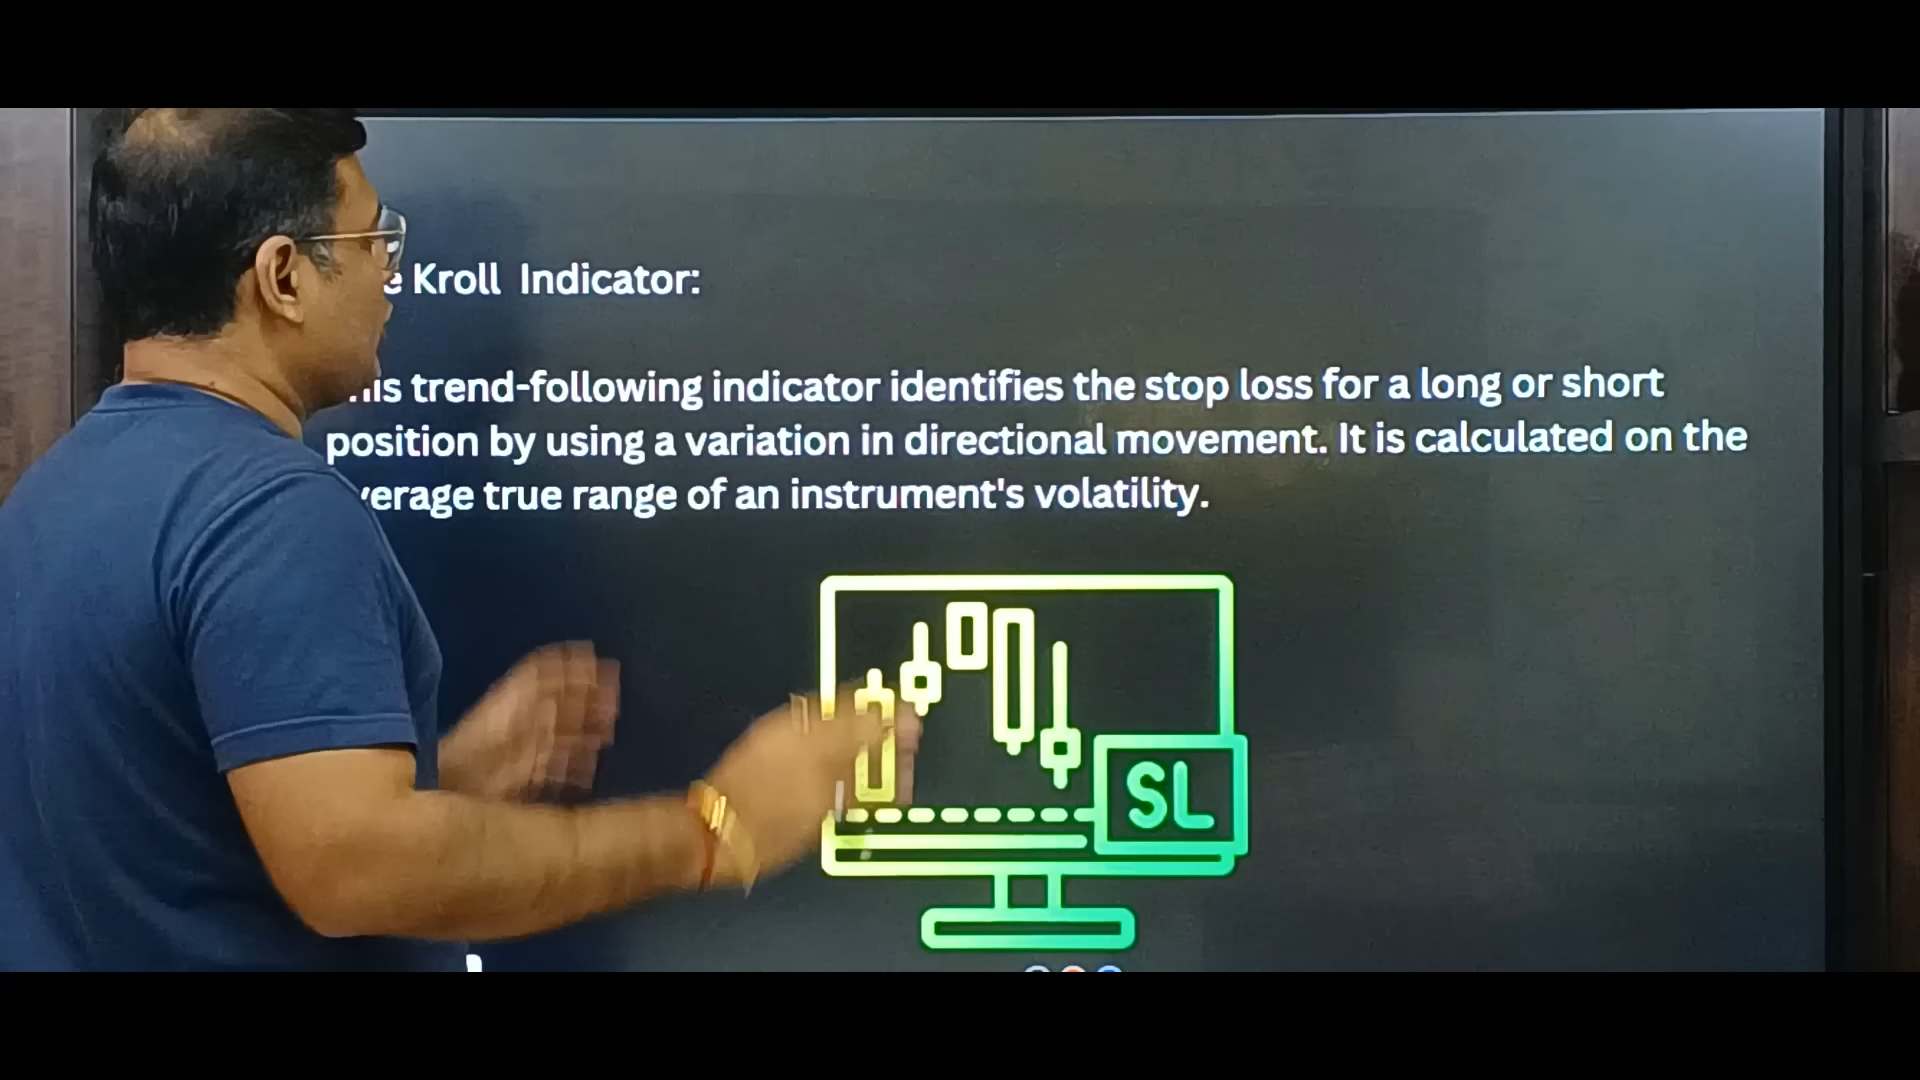 Kroll Indicator:
trend-following indicator identifies the stop loss for a long or short
position by using a variation in directional movement. It is calculated on the
true range of an instrument's volatility.
SL